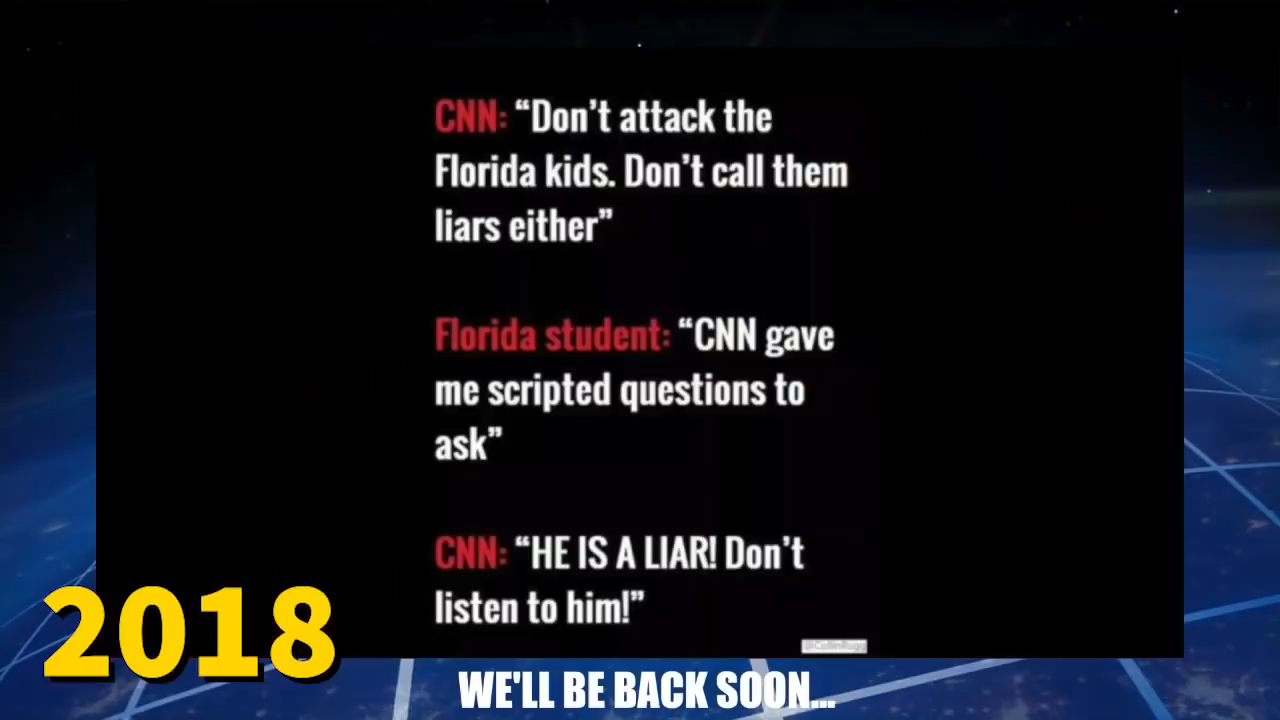 CNN: “Don’t attack the
Florida kids. Don’t call them
liars either”
Florida student: “CNN gave
me scripted questions to
ask”
CNN: “HE IS A LIAR! Don’t
listen to him!”
2018
WE'LL BE BACK SOON...